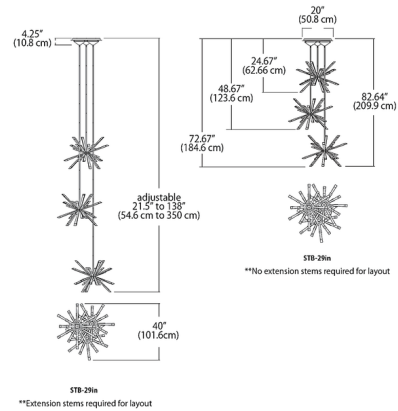 4.25"
(10.8 cm)
adjustable
21.5" to 138"
(54.6 cm to 350 cm)
40"
(101.6cm)
STB-29in
**Extension stems required for layout
20"
(50.8 cm)
24.67"
(62.66 cm)
48.67"
(123.6 cm)
72.67"
(184.6 cm)
82.64"
(209.9 cm)
STB-29in
**No extension stems required for layout